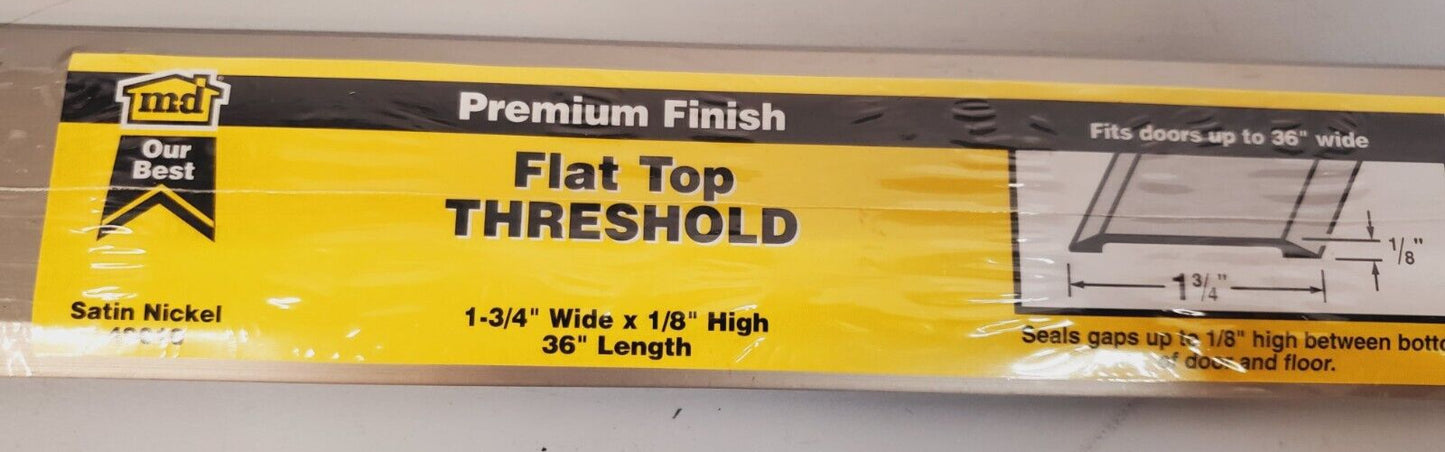 m-d
Our
Best
Premium Finish
Flat Top
THRESHOLD
Satin Nickel
1-3/4" Wide x 1/8" High
36" Length
Fits doors up to 36" wide
1/8"
1 3/4"
Seals gaps up to 1/8" high between botto
of door and floor.